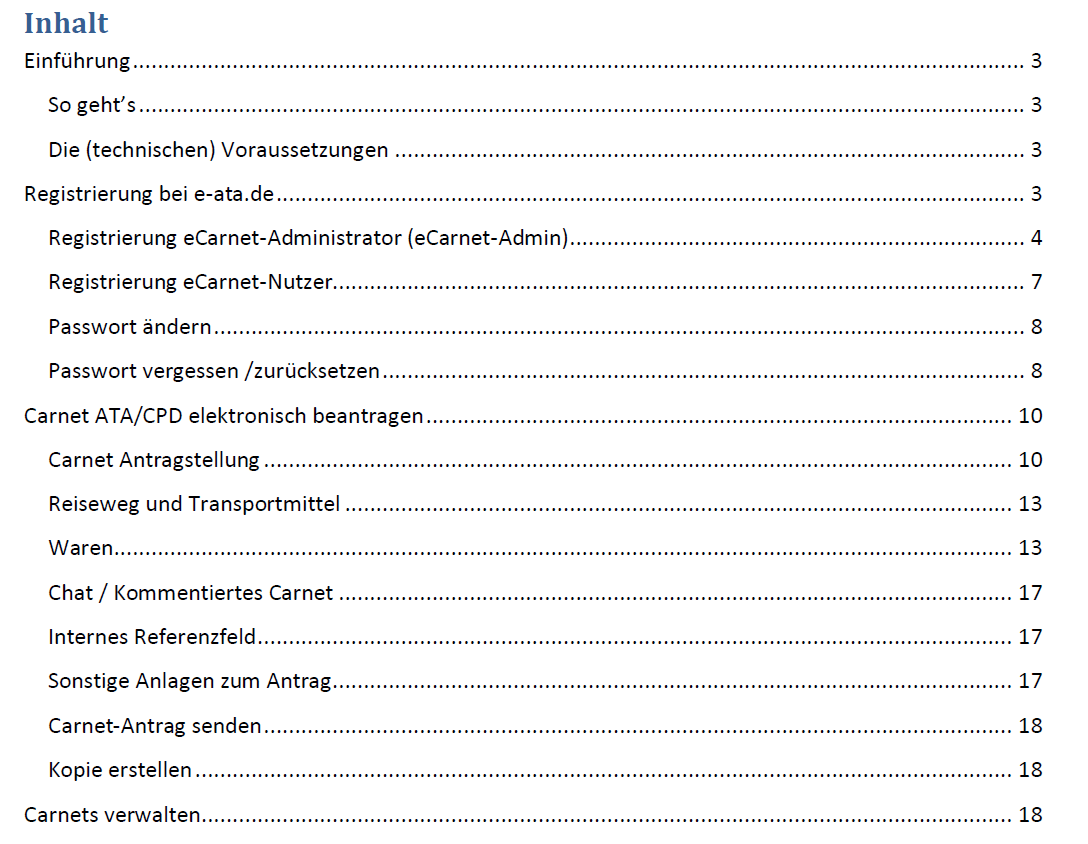 Inhalt
Einführung.......... 3
So geht’s.......... 3
Die (technischen) Voraussetzungen .......... 3
Registrierung bei e-ata.de.......... 3
Registrierung eCarnet-Administrator (eCarnet-Admin).......... 4
Registrierung eCarnet-Nutzer.......... 7
Passwort ändern.......... 8
Passwort vergessen /zurücksetzen.......... 8
Carnet ATA/CPD elektronisch beantragen.......... 10
Carnet Antragstellung.......... 10
Reiseweg und Transportmittel .......... 13
Waren.......... 13
Chat / Kommentiertes Carnet .......... 17
Internes Referenzfeld.......... 17
Sonstige Anlagen zum Antrag.......... 17
Carnet-Antrag senden.......... 18
Kopie erstellen.......... 18
Carnets verwalten.......... 18